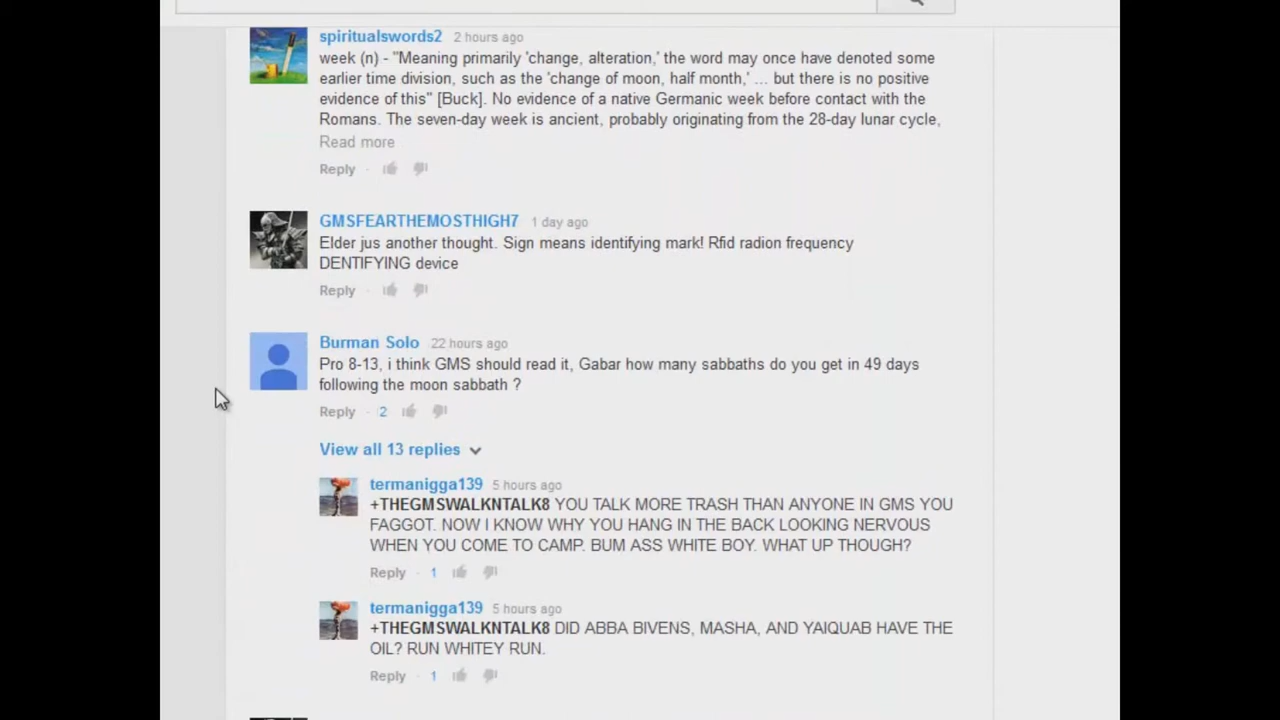 spiritualswords2 2 hours ago
week (n) - "Meaning primarily 'change, alteration,' the word may once have denoted some
earlier time division, such as the 'change of moon, half month,' ... but there is no positive
evidence of this" [Buck]. No evidence of a native Germanic week before contact with the
Romans. The seven-day week is ancient, probably originating from the 28-day lunar cycle,
Read more
Reply ·
GMSFEARTHEMOSTHIGH7 1 day ago
Elder jus another thought. Sign means identifying mark! Rfid radion frequency
DENTIFYING device
Reply ·
Burman Solo 22 hours ago
Pro 8-13, i think GMS should read it, Gabar how many sabbaths do you get in 49 days
following the moon sabbath ?
Reply · 2
View all 13 replies
termanigga139 5 hours ago
+THEGMSWALKNTALK8 YOU TALK MORE TRASH THAN ANYONE IN GMS YOU
FAGGOT. NOW I KNOW WHY YOU HANG IN THE BACK LOOKING NERVOUS
WHEN YOU COME TO CAMP. BUM ASS WHITE BOY. WHAT UP THOUGH?
Reply · 1
termanigga139 5 hours ago
+THEGMSWALKNTALK8 DID ABBA BIVENS, MASHA, AND YAIQUAB HAVE THE
OIL? RUN WHITEY RUN.
Reply · 1